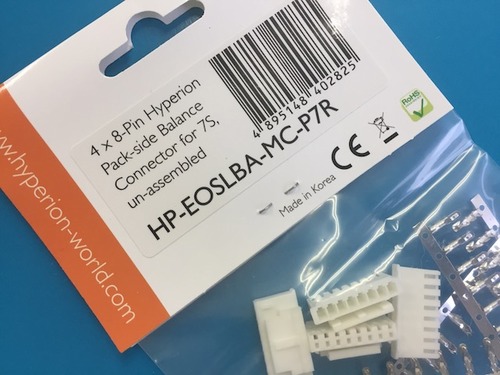 www.hyperion-world.com
4 x 8-Pin Hyperion
Pack-side Balance
Connector for 7S,
un-assembled
4 895148 402825
HP-EOSLBA-MC-P7R
RoHS
CE
Made in Korea